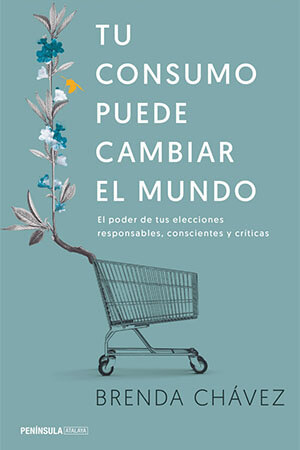 TU
CONSUMO
PUEDE
CAMBIAR
EL MUNDO
El poder de tus elecciones
responsables, conscientes y críticas
BRENDA CHÁVEZ
PENÍNSULA ATALAYA